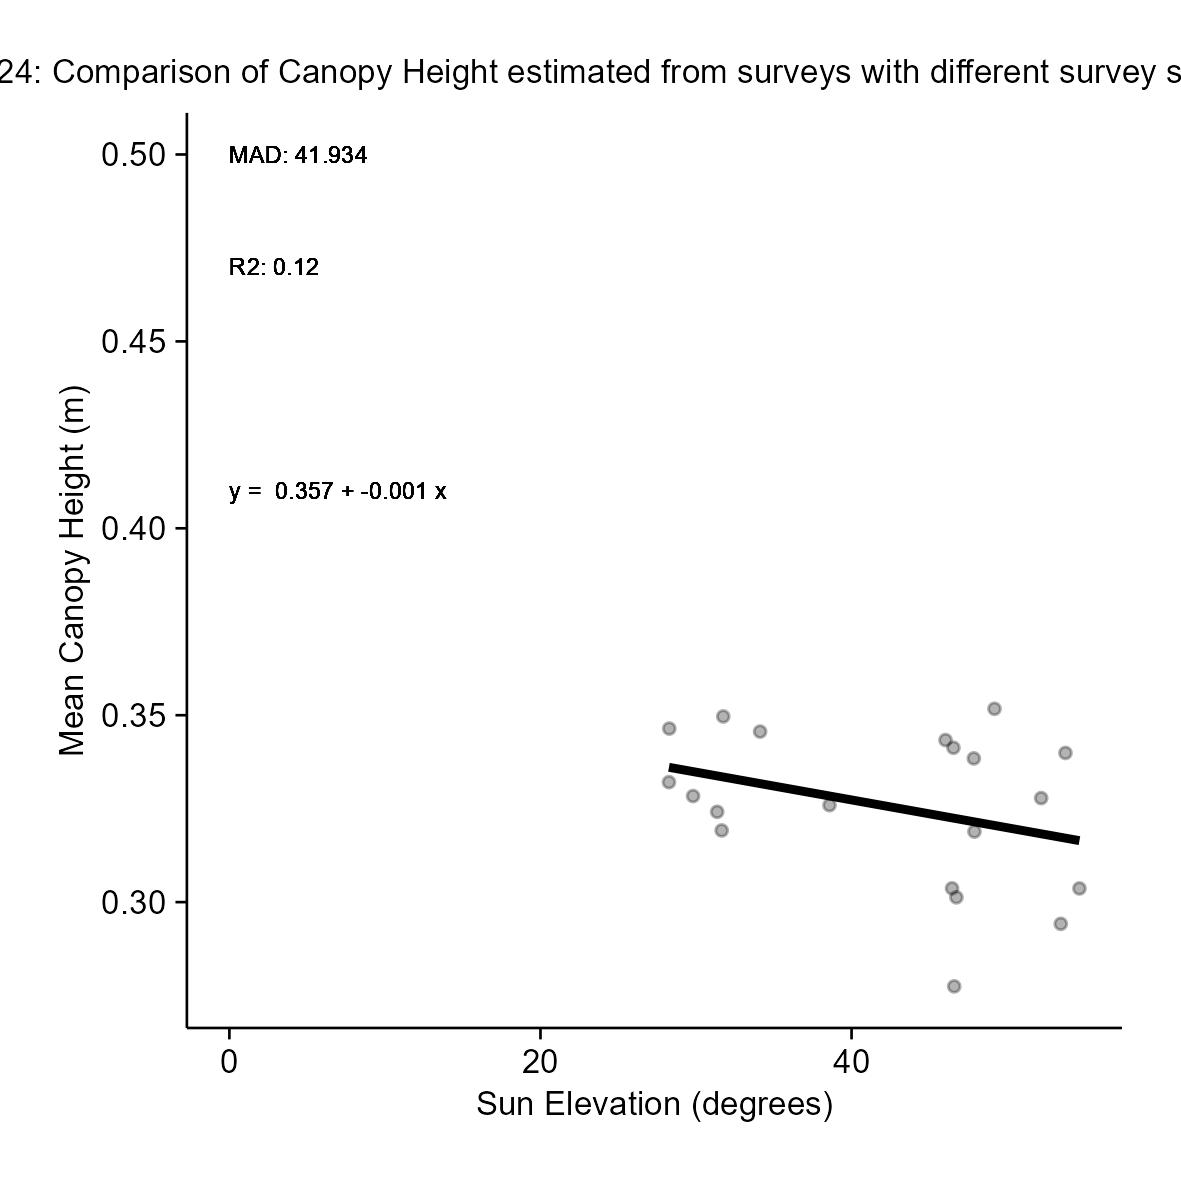 24: Comparison of Canopy Height estimated from surveys with different survey s
0.50
MAD: 41.934
R2: 0.12
0.45
y =  0.357 + -0.001 x
0.40
Mean Canopy Height (m)
0.35
0.30
0
20
40
Sun Elevation (degrees)